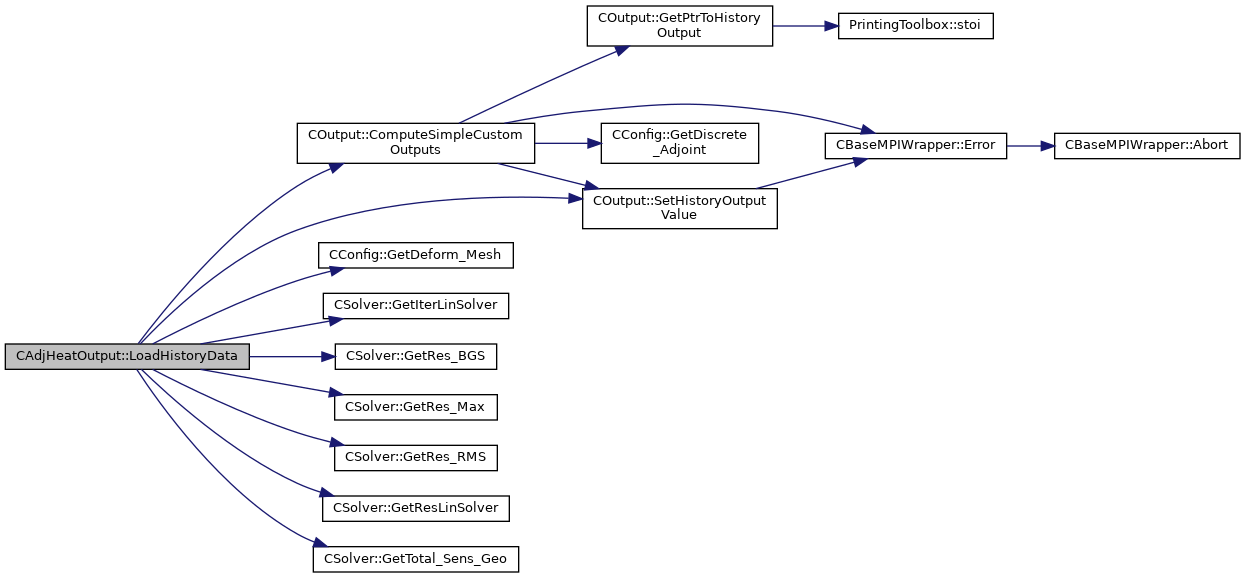 COutput::GetPtrToHistory
Output
PrintingToolbox::stoi
COutput::ComputeSimpleCustom
Outputs
CConfig::GetDiscrete
_Adjoint
CBaseMPIWrapper::Error
CBaseMPIWrapper::Abort
COutput::SetHistoryOutput
Value
CConfig::GetDeform_Mesh
CSolver::GetIterLinSolver
CAdjHeatOutput::LoadHistoryData
CSolver::GetRes_BGS
CSolver::GetRes_Max
CSolver::GetRes_RMS
CSolver::GetResLinSolver
CSolver::GetTotal_Sens_Geo